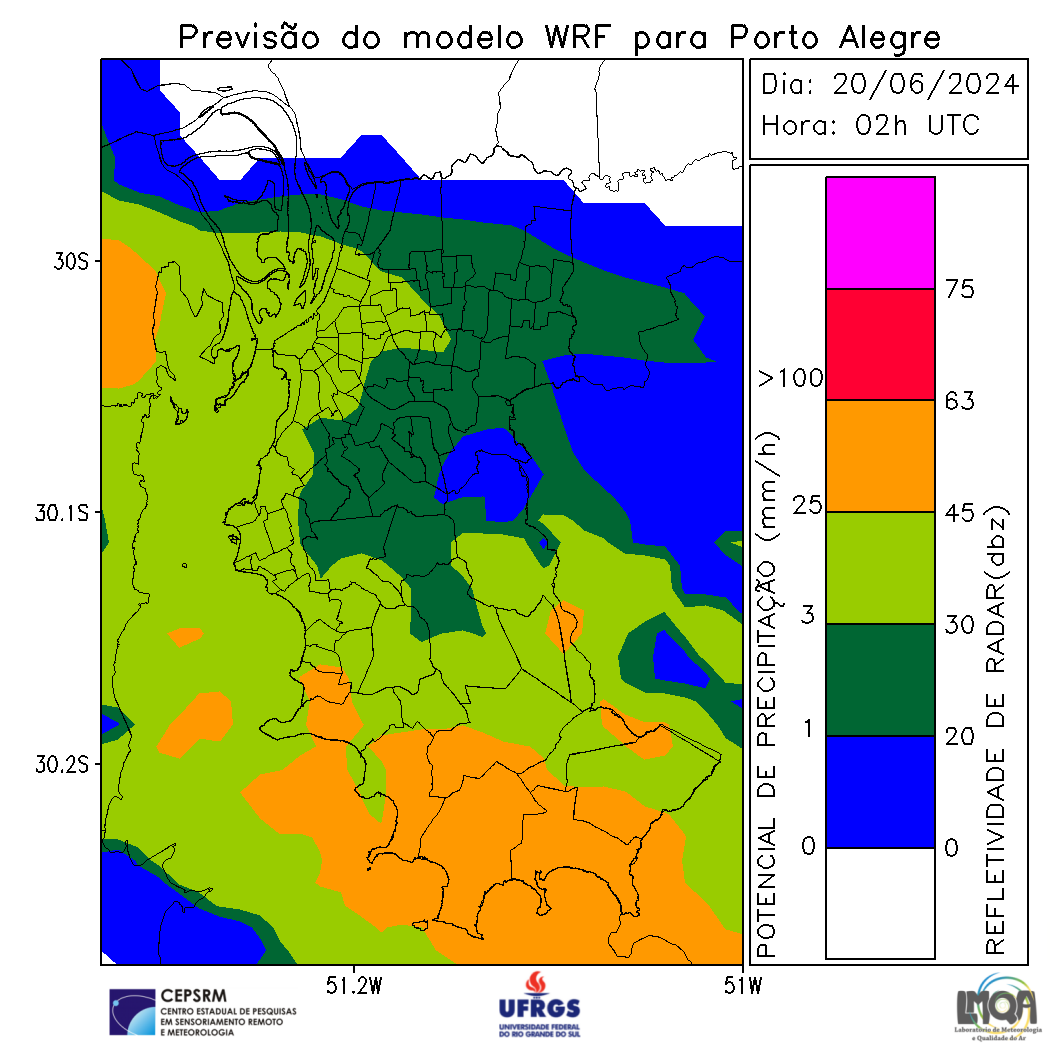 Previsão do modelo WRF para Porto Alegre
Dia: 20/06/2024
Hora: 02h UTC
30S
30.1S
30.2S
51.2W
51W
POTENCIAL DE PRECIPITAÇÃO (mm/h)
>100
25
3
1
0
75
63
45
30
20
0
REFLETIVIDADE DE RADAR(dbz)
CEPSRM
CENTRO ESTADUAL DE PESQUISAS
EM SENSORIAMENTO REMOTO
E METEOROLOGIA
UFRGS
UNIVERSIDADE FEDERAL
DO RIO GRANDE DO SUL
LMQA
Laboratório de Meteorologia
e Qualidade do Ar